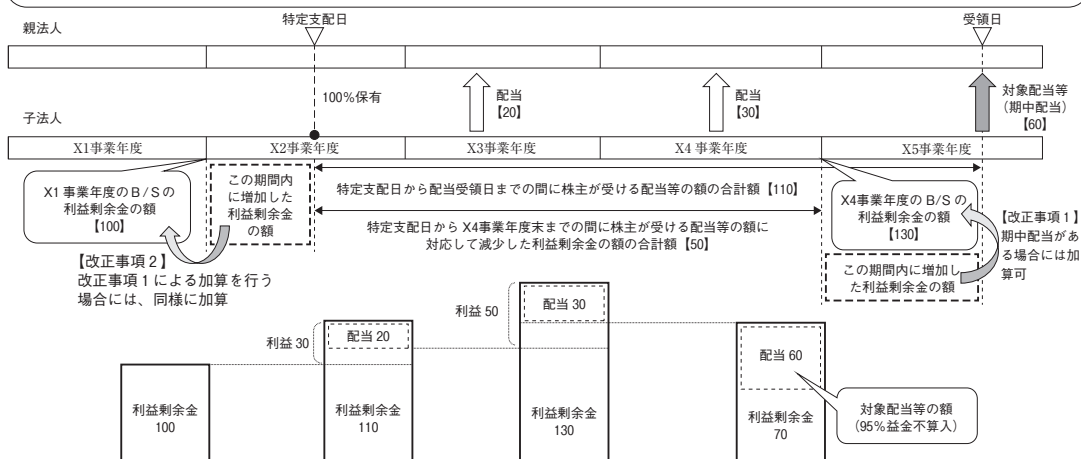 特定支配日
受領日
親法人
100%保有
配当
【20】
配当
【30】
対象配当等
(期中配当)
【60】
子法人
X1事業年度
X2事業年度
X3事業年度
X4 事業年度
X5事業年度
X1 事業年度のB/Sの
利益剰余金の額
【100】
この期間内
に増加した
利益剰余金
の額
特定支配日から配当受領日までの間に株主が受ける配当等の額の合計額【110】
特定支配日から X4事業年度末までの間に株主が受ける配当等の額に
対応して減少した利益剰余金の額の合計額【50】
X4事業年度のB/Sの
利益剰余金の額
【130】
【改正事項1】
期中配当があ
る場合には加
算可
この期間内に増加し
た利益剰余金の額
【改正事項2】
改正事項1による加算を行う
場合には、同様に加算
利益 30
利益 50
配当 20
配当 30
配当 60
利益剰余金
100
利益剰余金
110
利益剰余金
130
利益剰余金
70
対象配当等の額
(95%益金不算入)